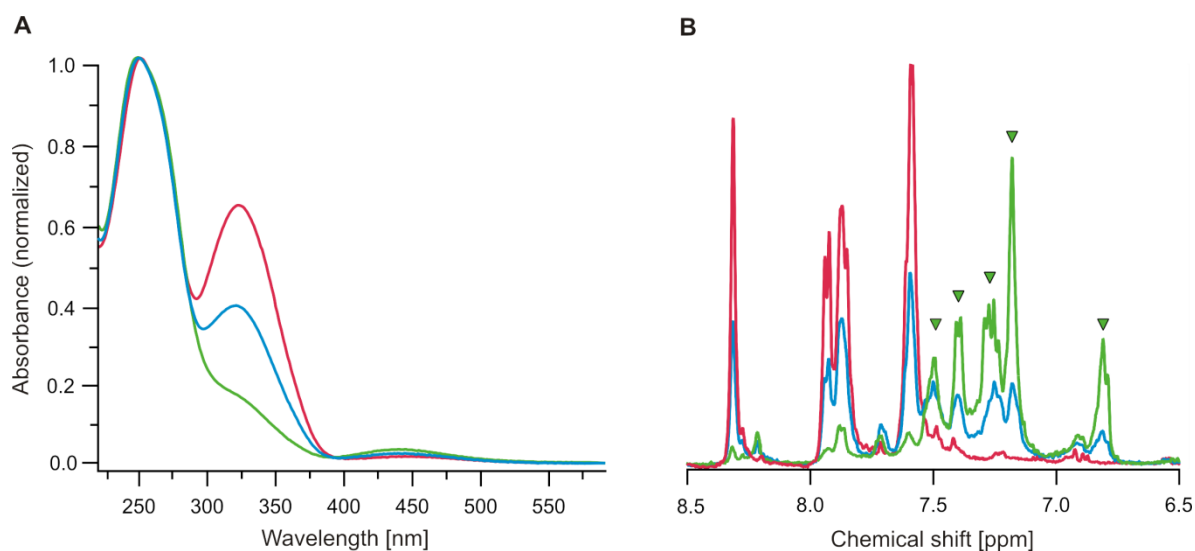 A
B
Absorbance (normalized)
1.0
0.8
0.6
0.4
0.2
0.0
250 300 350 400 450 500 550
Wavelength [nm]
8.5 8.0 7.5 7.0 6.5
Chemical shift [ppm]